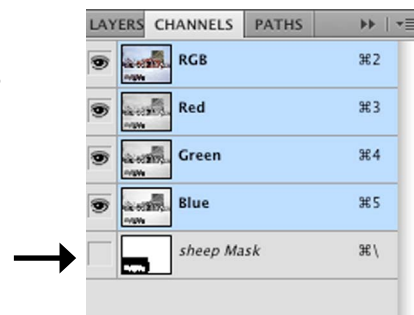 LAYERS CHANNELS PATHS
RGB ⌘2
Red ⌘3
Green ⌘4
Blue ⌘5
sheep Mask ⌘\